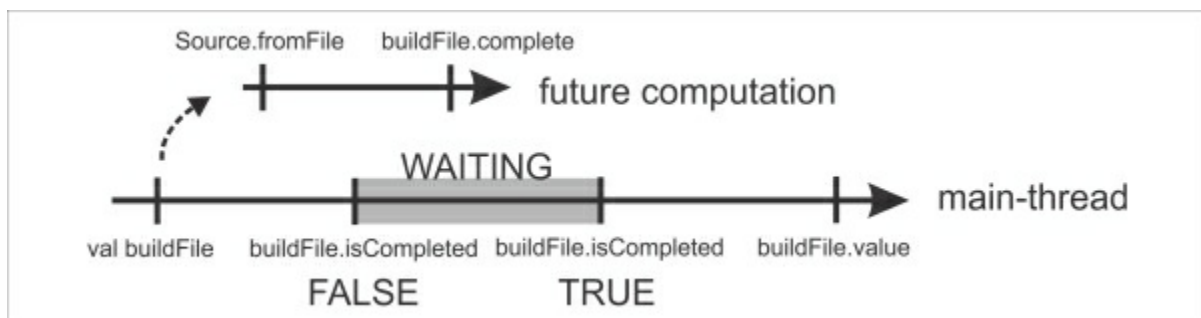 Source.fromFile buildFile.complete
future computation
WAITING
main-thread
val buildFile buildFile.isCompleted buildFile.isCompleted buildFile.value
FALSE TRUE